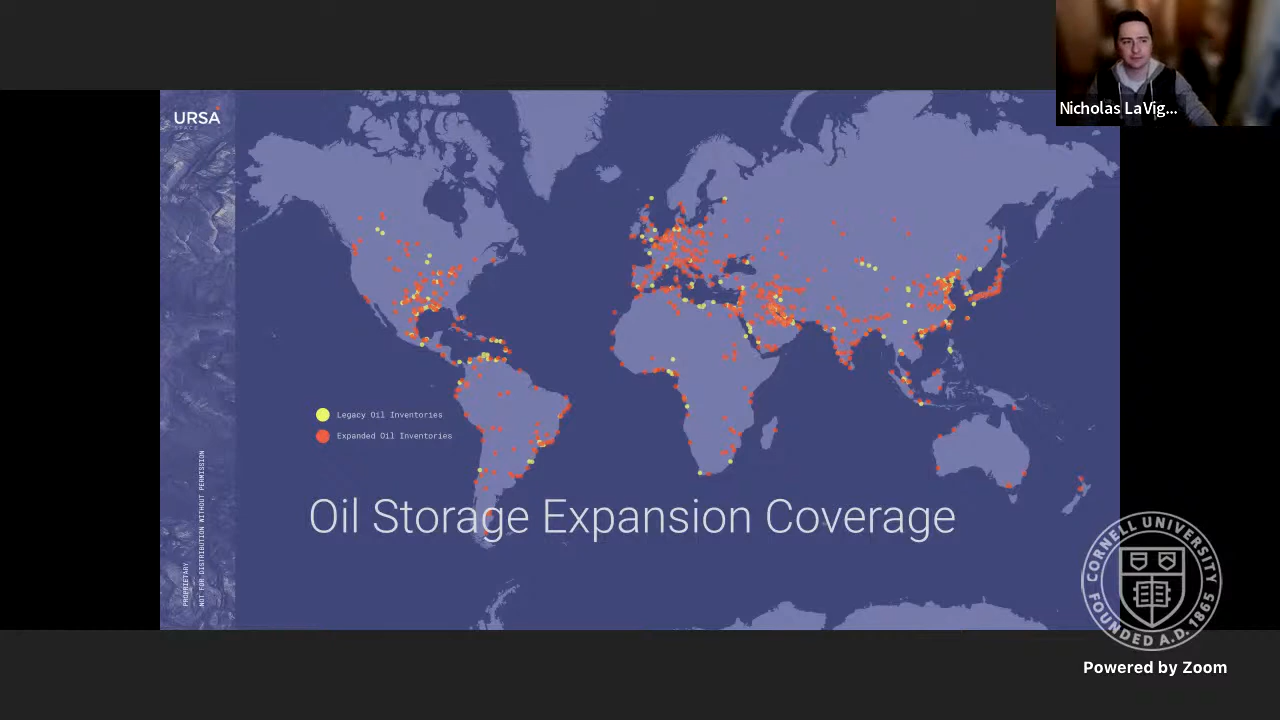 URSA
SPACE
Nicholas LaVig...
Legacy Oil Inventories
Expanded Oil Inventories
Oil Storage Expansion Coverage
PROPRIETARY
NOT FOR DISTRIBUTION WITHOUT PERMISSION
CORNELL UNIVERSITY
FOUNDED A.D. 1865
Powered by Zoom